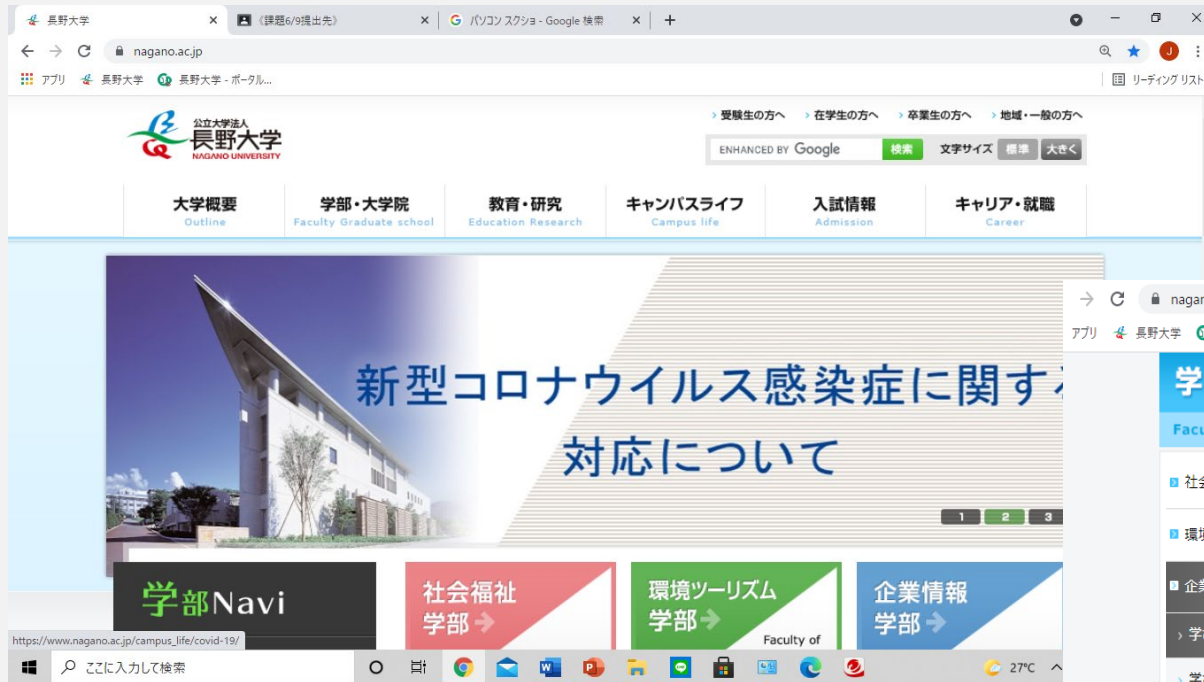 長野大学
《課題6/9提出先》
パソコン スクショ - Google 検索
nagano.ac.jp
アプリ
長野大学
長野大学 - ポータル...
リーディング リスト
公立大学法人
長野大学
NAGANO UNIVERSITY
受験生の方へ
在学生の方へ
卒業生の方へ
地域・一般の方へ
ENHANCED BY Google
検索
文字サイズ
標準
大きく
大学概要
Outline
学部・大学院
Faculty Graduate school
教育・研究
Education Research
キャンパスライフ
Campus life
入試情報
Admission
キャリア・就職
Career
新型コロナウイルス感染症に関す
対応について
1 2 3
学部Navi
社会福祉
学部
環境ツーリズム
学部
Faculty of
企業情報
学部
https://www.nagano.ac.jp/campus_life/covid-19/
ここに入力して検索
27°C
nagan
アプリ
長野大学
学
Facu
社会
環境
企業
学
学